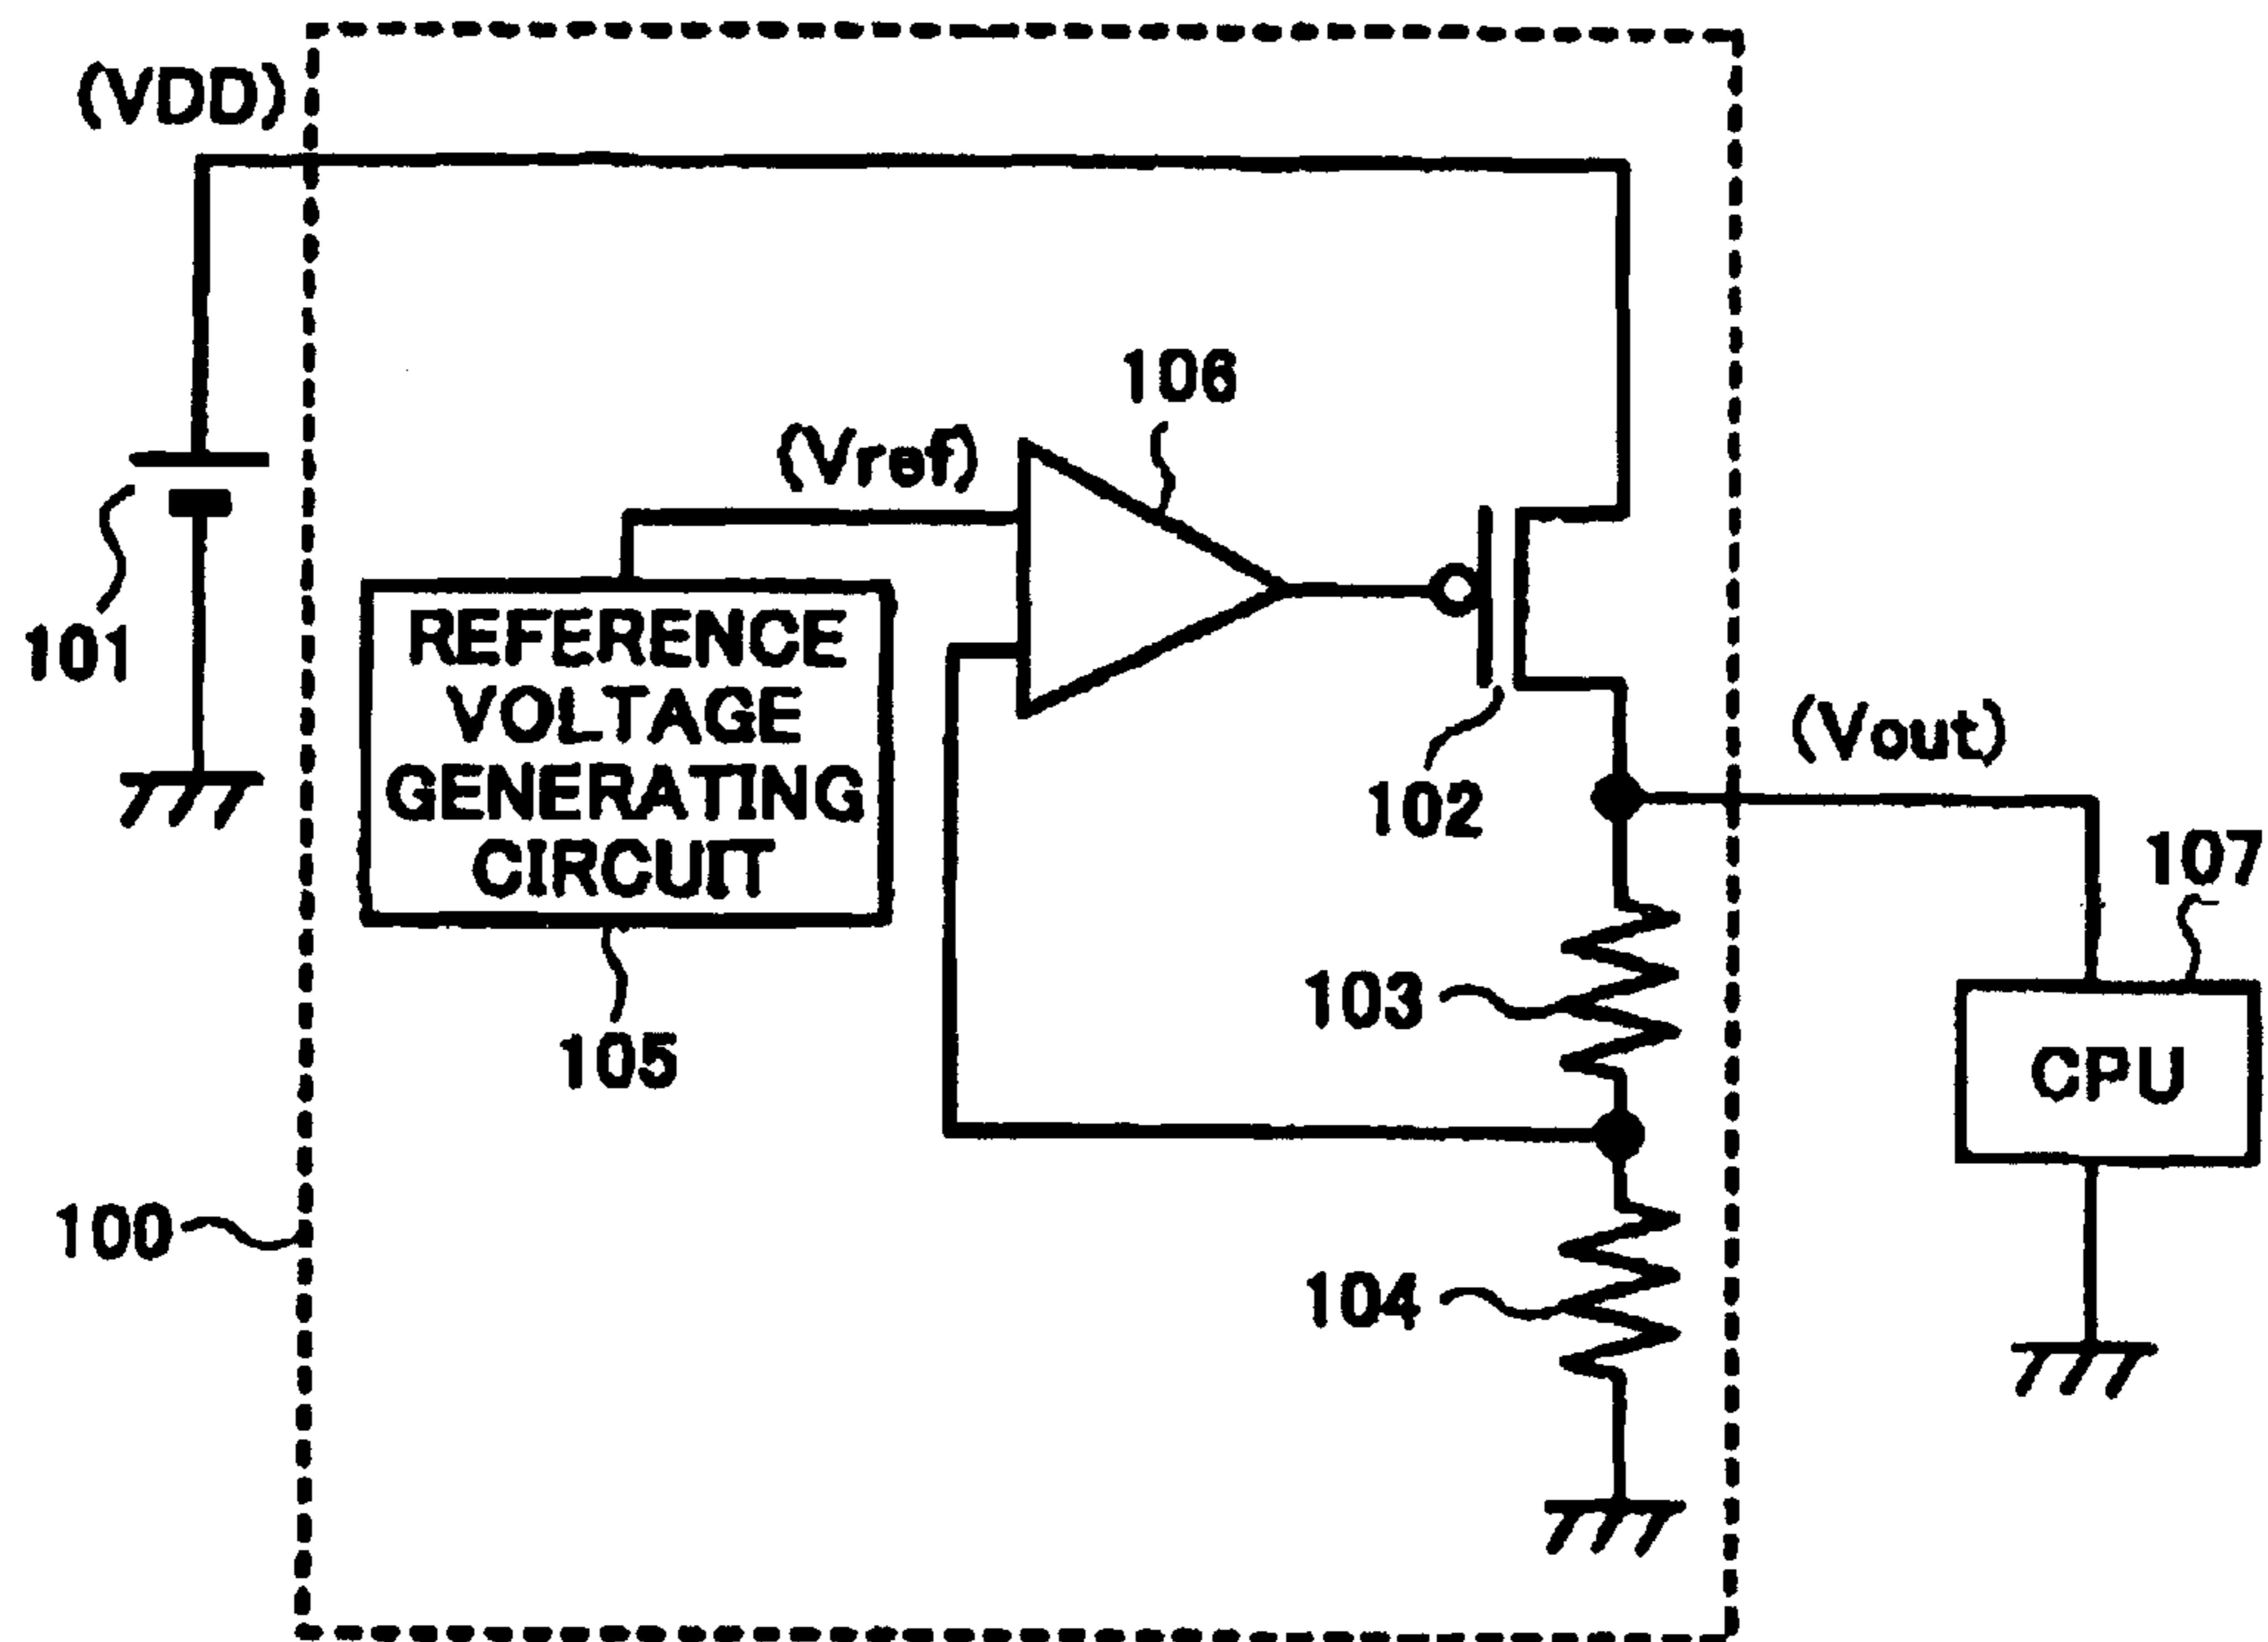 (VDD)
106
(Vref)
101
REFERENCE
VOLTAGE
GENERATING
CIRCUIT
102
(Vout)
107
103
105
CPU
100
104